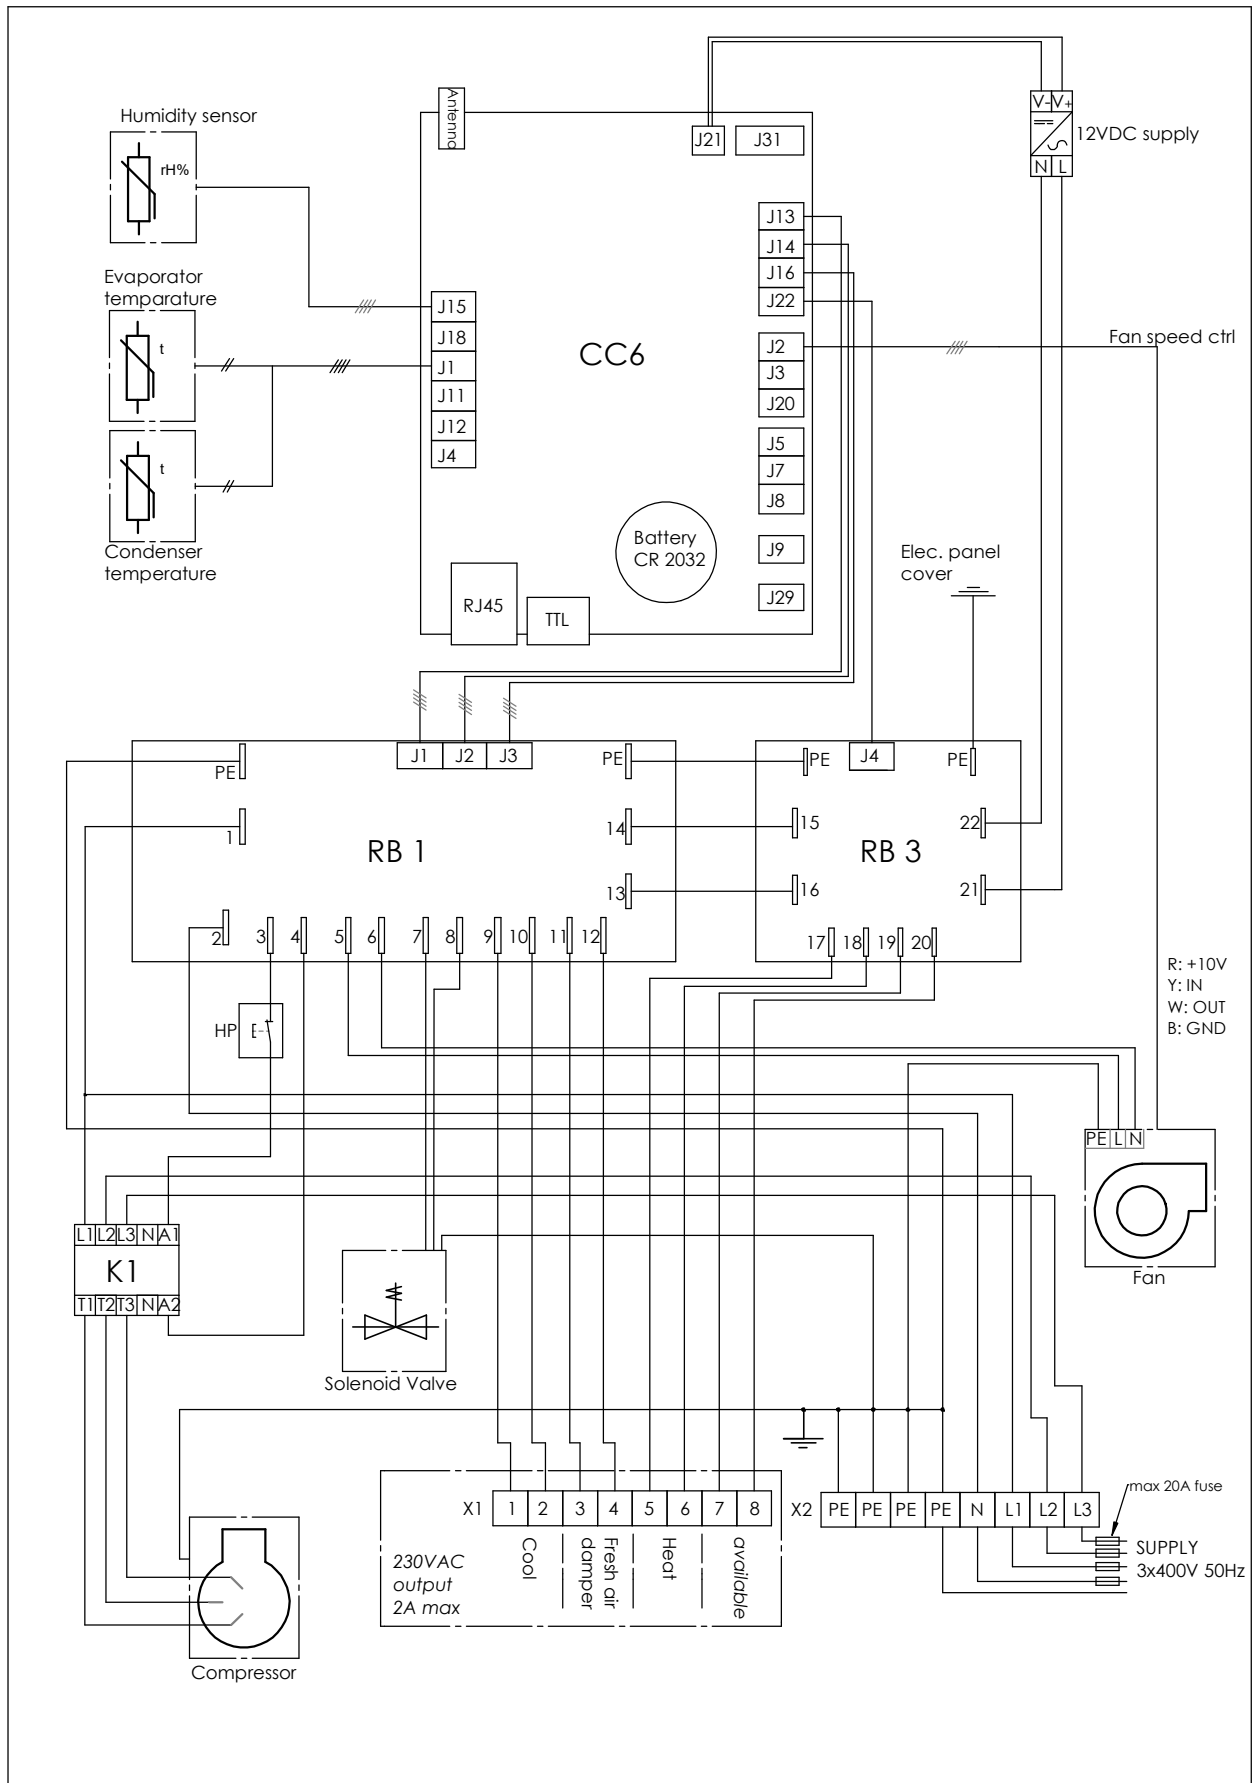 Antenna
Humidity sensor
rH%
J21
J31
V- V+
12VDC supply
N L
J13
J14
J16
J22
Evaporator
temparature
t
J15
J18
J1
J11
J12
J4
CC6
J2
J3
J20
Fan speed ctrl
J5
J7
J8
t
Condenser
temperature
Battery
CR 2032
J9
J29
Elec. panel
cover
RJ45
TTL
J1 J2 J3
PE
PE
PE
J4
PE
1
14
15
22
RB 1
RB 3
13
16
21
2 3 4 5 6 7 8 9 10 11 12
17 18 19 20
R: +10V
Y: IN
W: OUT
B: GND
HP
PE L N
Fan
L1 L2 L3 N A1
K1
T1 T2 T3 N A2
Solenoid Valve
max 20A fuse
X1 1 2 3 4 5 6 7 8
X2 PE PE PE PE N L1 L2 L3
SUPPLY
3x400V 50Hz
Cool
Fresh air
damper
Heat
available
230VAC
output
2A max
Compressor